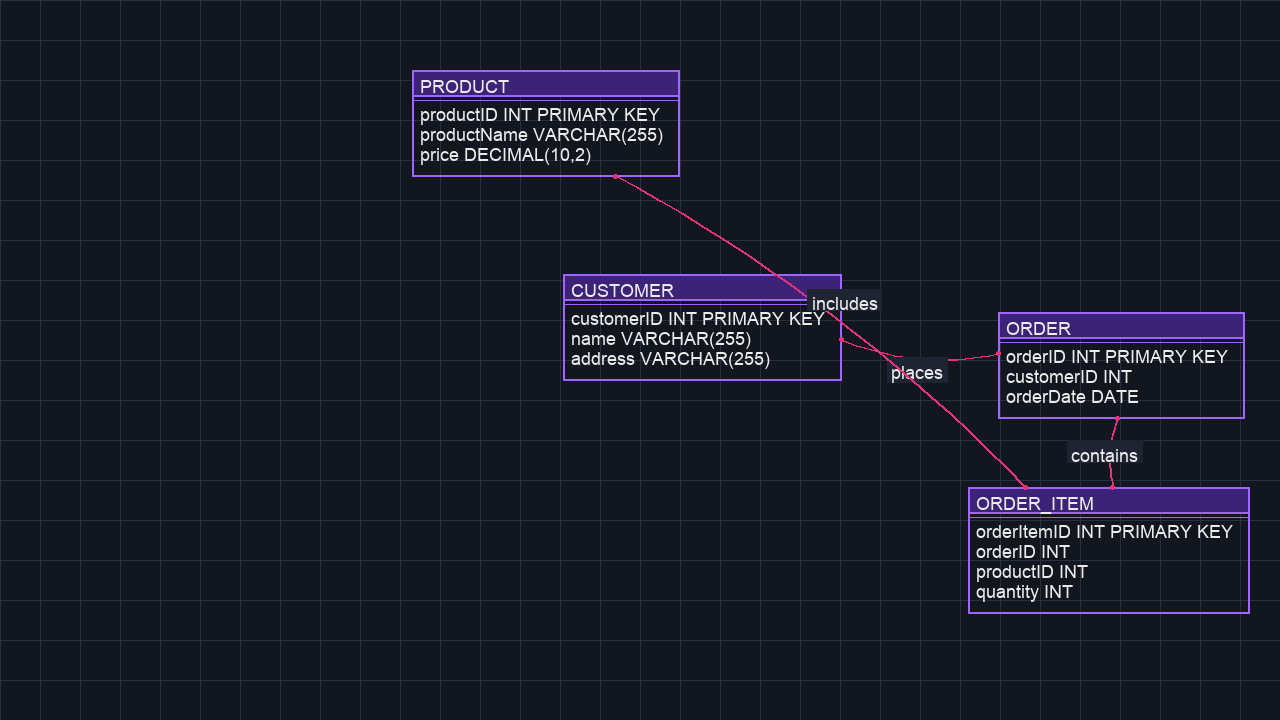 PRODUCT
productID INT PRIMARY KEY
productName VARCHAR(255)
price DECIMAL(10,2)
CUSTOMER
customerID INT PRIMARY KEY
name VARCHAR(255)
address VARCHAR(255)
includes
places
ORDER
orderID INT PRIMARY KEY
customerID INT
orderDate DATE
contains
ORDER_ITEM
orderItemID INT PRIMARY KEY
orderID INT
productID INT
quantity INT